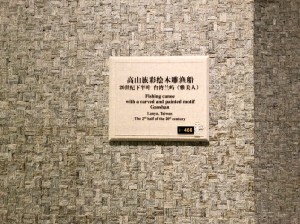 高山族彩绘木雕渔船
20世纪下半叶 台湾兰屿（雅美人）
Fishing canoe
with a carved and painted motif
Gaoshan
Lanyu, Taiwan
The 2nd half of the 20th century
468